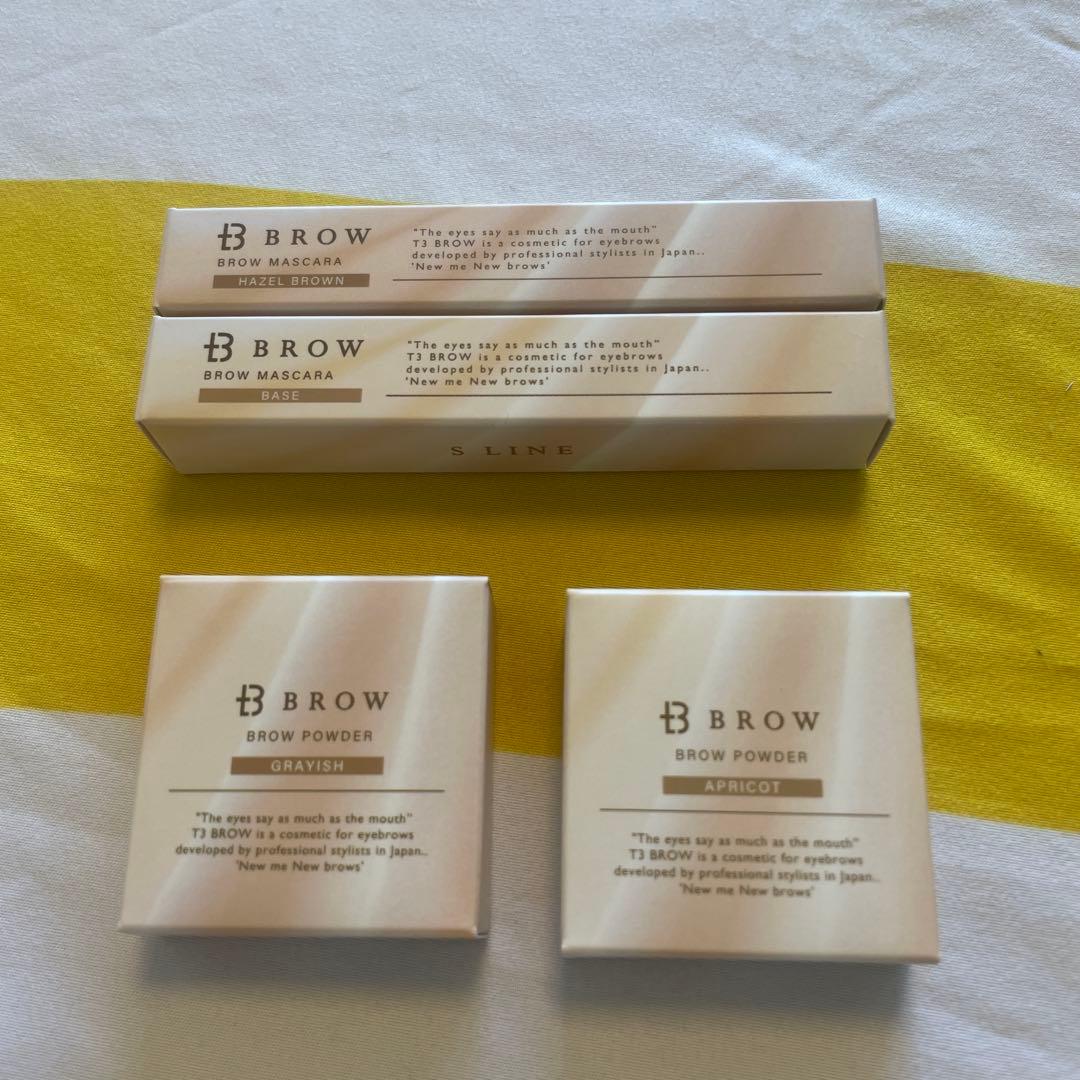 t3 BROW
BROW MASCARA
HAZEL BROWN
"The eyes say as much as the mouth"
T3 BROW is a cosmetic for eyebrows
developed by professional stylists in Japan..
'New me New brows'
t3 BROW
BROW MASCARA
BASE
"The eyes say as much as the mouth"
T3 BROW is a cosmetic for eyebrows
developed by professional stylists in Japan..
'New me New brows'
S LINE
t3 BROW
BROW POWDER
GRAYISH
"The eyes say as much as the mouth"
T3 BROW is a cosmetic for eyebrows
developed by professional stylists in Japan..
'New me New brows'
t3 BROW
BROW POWDER
APRICOT
"The eyes say as much as the mouth"
T3 BROW is a cosmetic for eyebrows
developed by professional stylists in Japan..
'New me New brows'